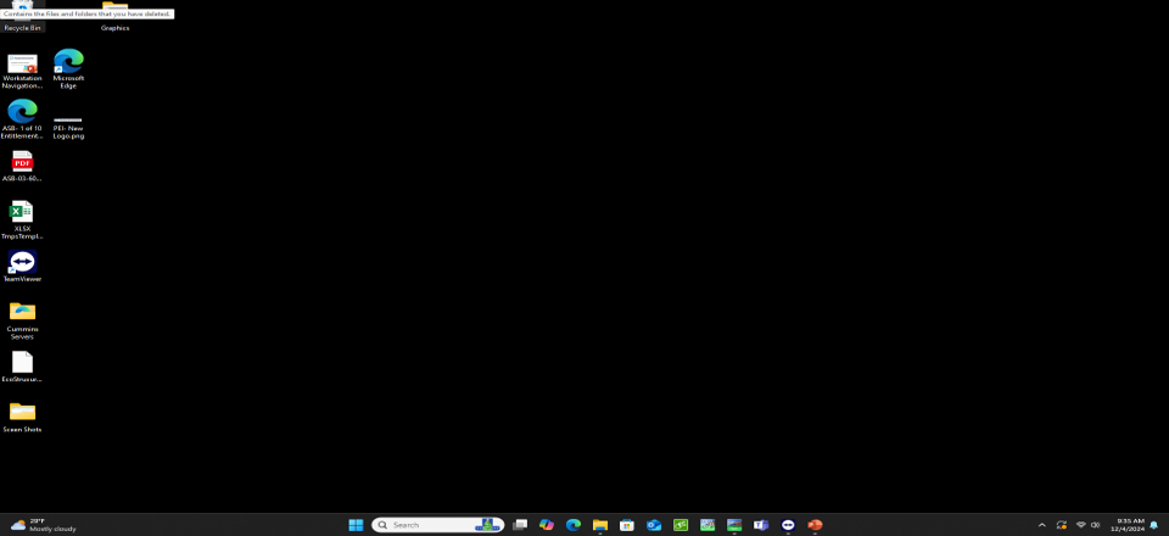 Contains the files and folders that you have deleted.
Recycle Bin
Graphics
Workstation
Navigation...
Microsoft
Edge
ASB- 1 of 10
Entitlement...
PEI- New
Logo.png
PDF
ASB-03-60...
XLSX
TmpsTempl...
TeamViewer
Cummins
Servers
EcoStruxur...
Screen Shots
29°F
Mostly cloudy
Search
9:35 AM
12/4/2024